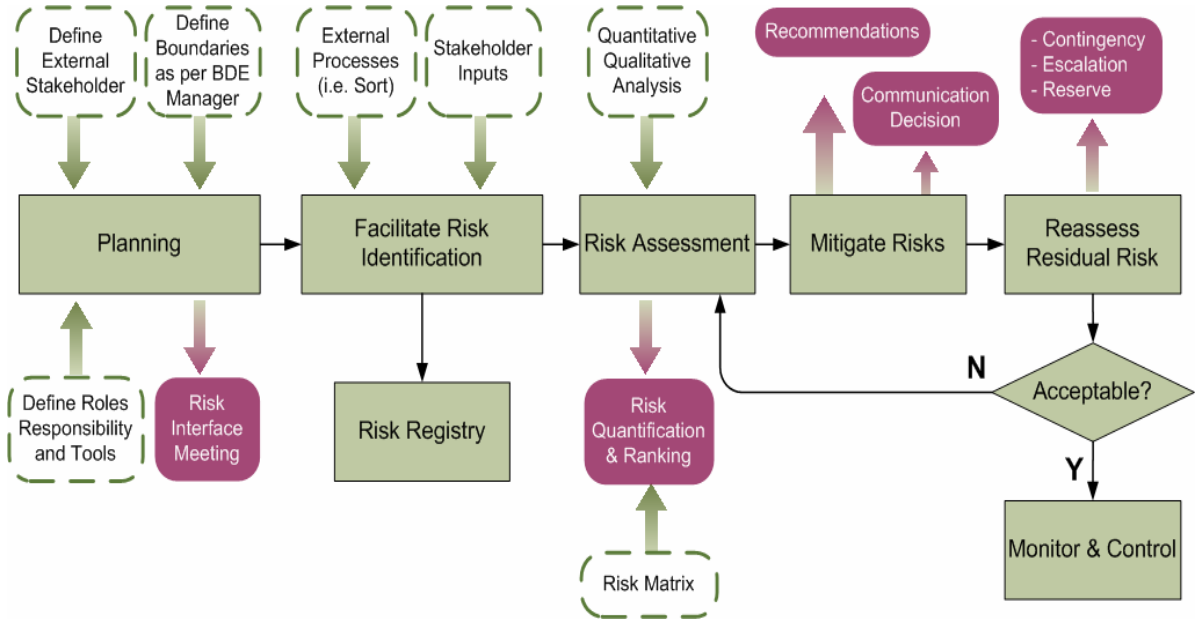 Define
External
Stakeholder
Define
Boundaries
as per BDE
Manager
External
Processes
(i.e. Sort)
Stakeholder
Inputs
Quantitative
Qualitative
Analysis
Recommendations
Communication
Decision
- Contingency
- Escalation
- Reserve
Planning
Facilitate Risk
Identification
Risk Assessment
Mitigate Risks
Reassess
Residual Risk
Define Roles
Responsibility
and Tools
Risk
Interface
Meeting
Risk Registry
Risk
Quantification
& Ranking
N
Acceptable?
Y
Risk Matrix
Monitor & Control